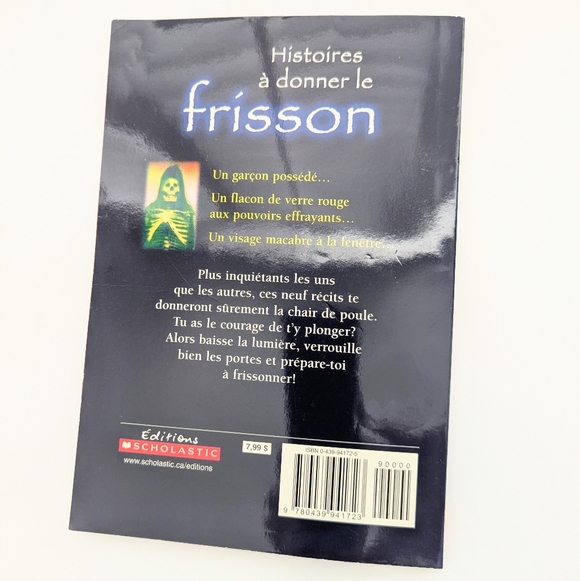 Histoires
à donner le
frisson
Un garçon possédé...
Un flacon de verre rouge
aux pouvoirs effrayants...
Un visage macabre à la fenêtre...
Plus inquiétants les uns
que les autres, ces neuf récits te
donneront sûrement la chair de poule.
Tu as le courage de t'y plonger?
Alors baisse la lumière, verrouille
bien les portes et prépare-toi
à frissonner!
Éditions
SCHOLASTIC
www.scholastic.ca/editions
7,99 $
ISBN 0-439-94172-5
90000
9 780439 941723